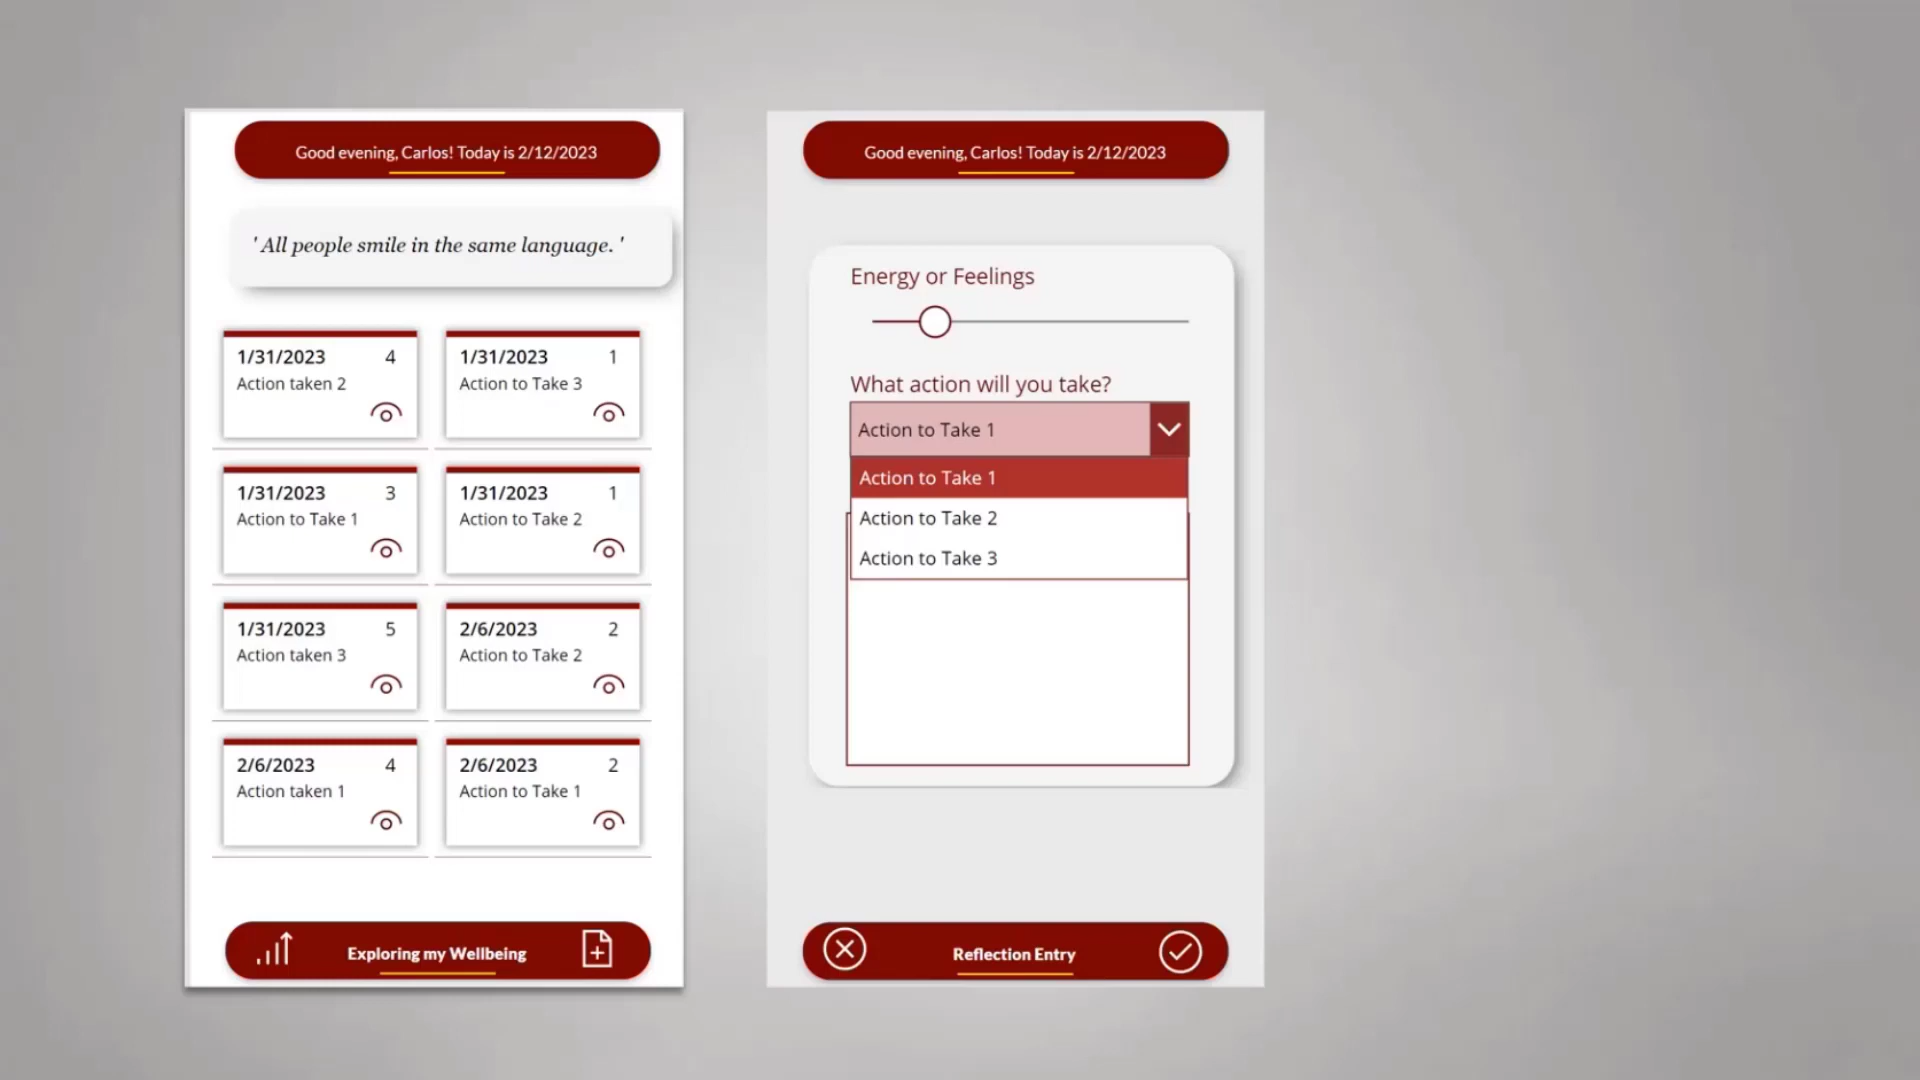 Good evening, Carlos! Today is 2/12/2023
' All people smile in the same language. '
1/31/2023 4
Action taken 2
1/31/2023 1
Action to Take 3
1/31/2023 3
Action to Take 1
1/31/2023 1
Action to Take 2
1/31/2023 5
Action taken 3
2/6/2023 2
Action to Take 2
2/6/2023 4
Action taken 1
2/6/2023 2
Action to Take 1
Exploring my Wellbeing
Good evening, Carlos! Today is 2/12/2023
Energy or Feelings
What action will you take?
Action to Take 1
Action to Take 1
Action to Take 2
Action to Take 3
Reflection Entry